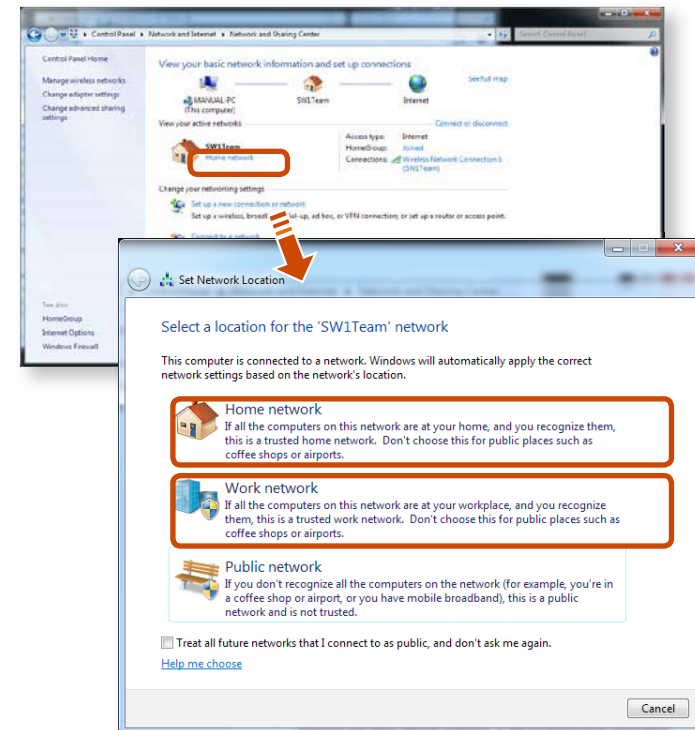 Control Panel ▸ Network and Internet ▸ Network and Sharing Center
Search Control Panel
Control Panel Home
Manage wireless networks
Change adapter settings
Change advanced sharing
settings
View your basic network information and set up connections
See full map
MANUAL-PC
(This computer)
SW1Team
Internet
View your active networks
Connect or disconnect
SW1Team
Home network
Access type: Internet
HomeGroup: Joined
Connections: Wireless Network Connection 3
(SW1Team)
Change your networking settings
Set up a new connection or network
Set up a wireless, broadband, dial-up, ad hoc, or VPN connection; or set up a router or access point.
Connect to a network
See also
HomeGroup
Internet Options
Windows Firewall
Set Network Location
Select a location for the 'SW1Team' network
This computer is connected to a network. Windows will automatically apply the correct
network settings based on the network's location.
Home network
If all the computers on this network are at your home, and you recognize them,
this is a trusted home network. Don't choose this for public places such as
coffee shops or airports.
Work network
If all the computers on this network are at your workplace, and you recognize
them, this is a trusted work network. Don't choose this for public places such as
coffee shops or airports.
Public network
If you don't recognize all the computers on the network (for example, you're in
a coffee shop or airport, or you have mobile broadband), this is a public
network and is not trusted.
Treat all future networks that I connect to as public, and don't ask me again.
Help me choose
Cancel